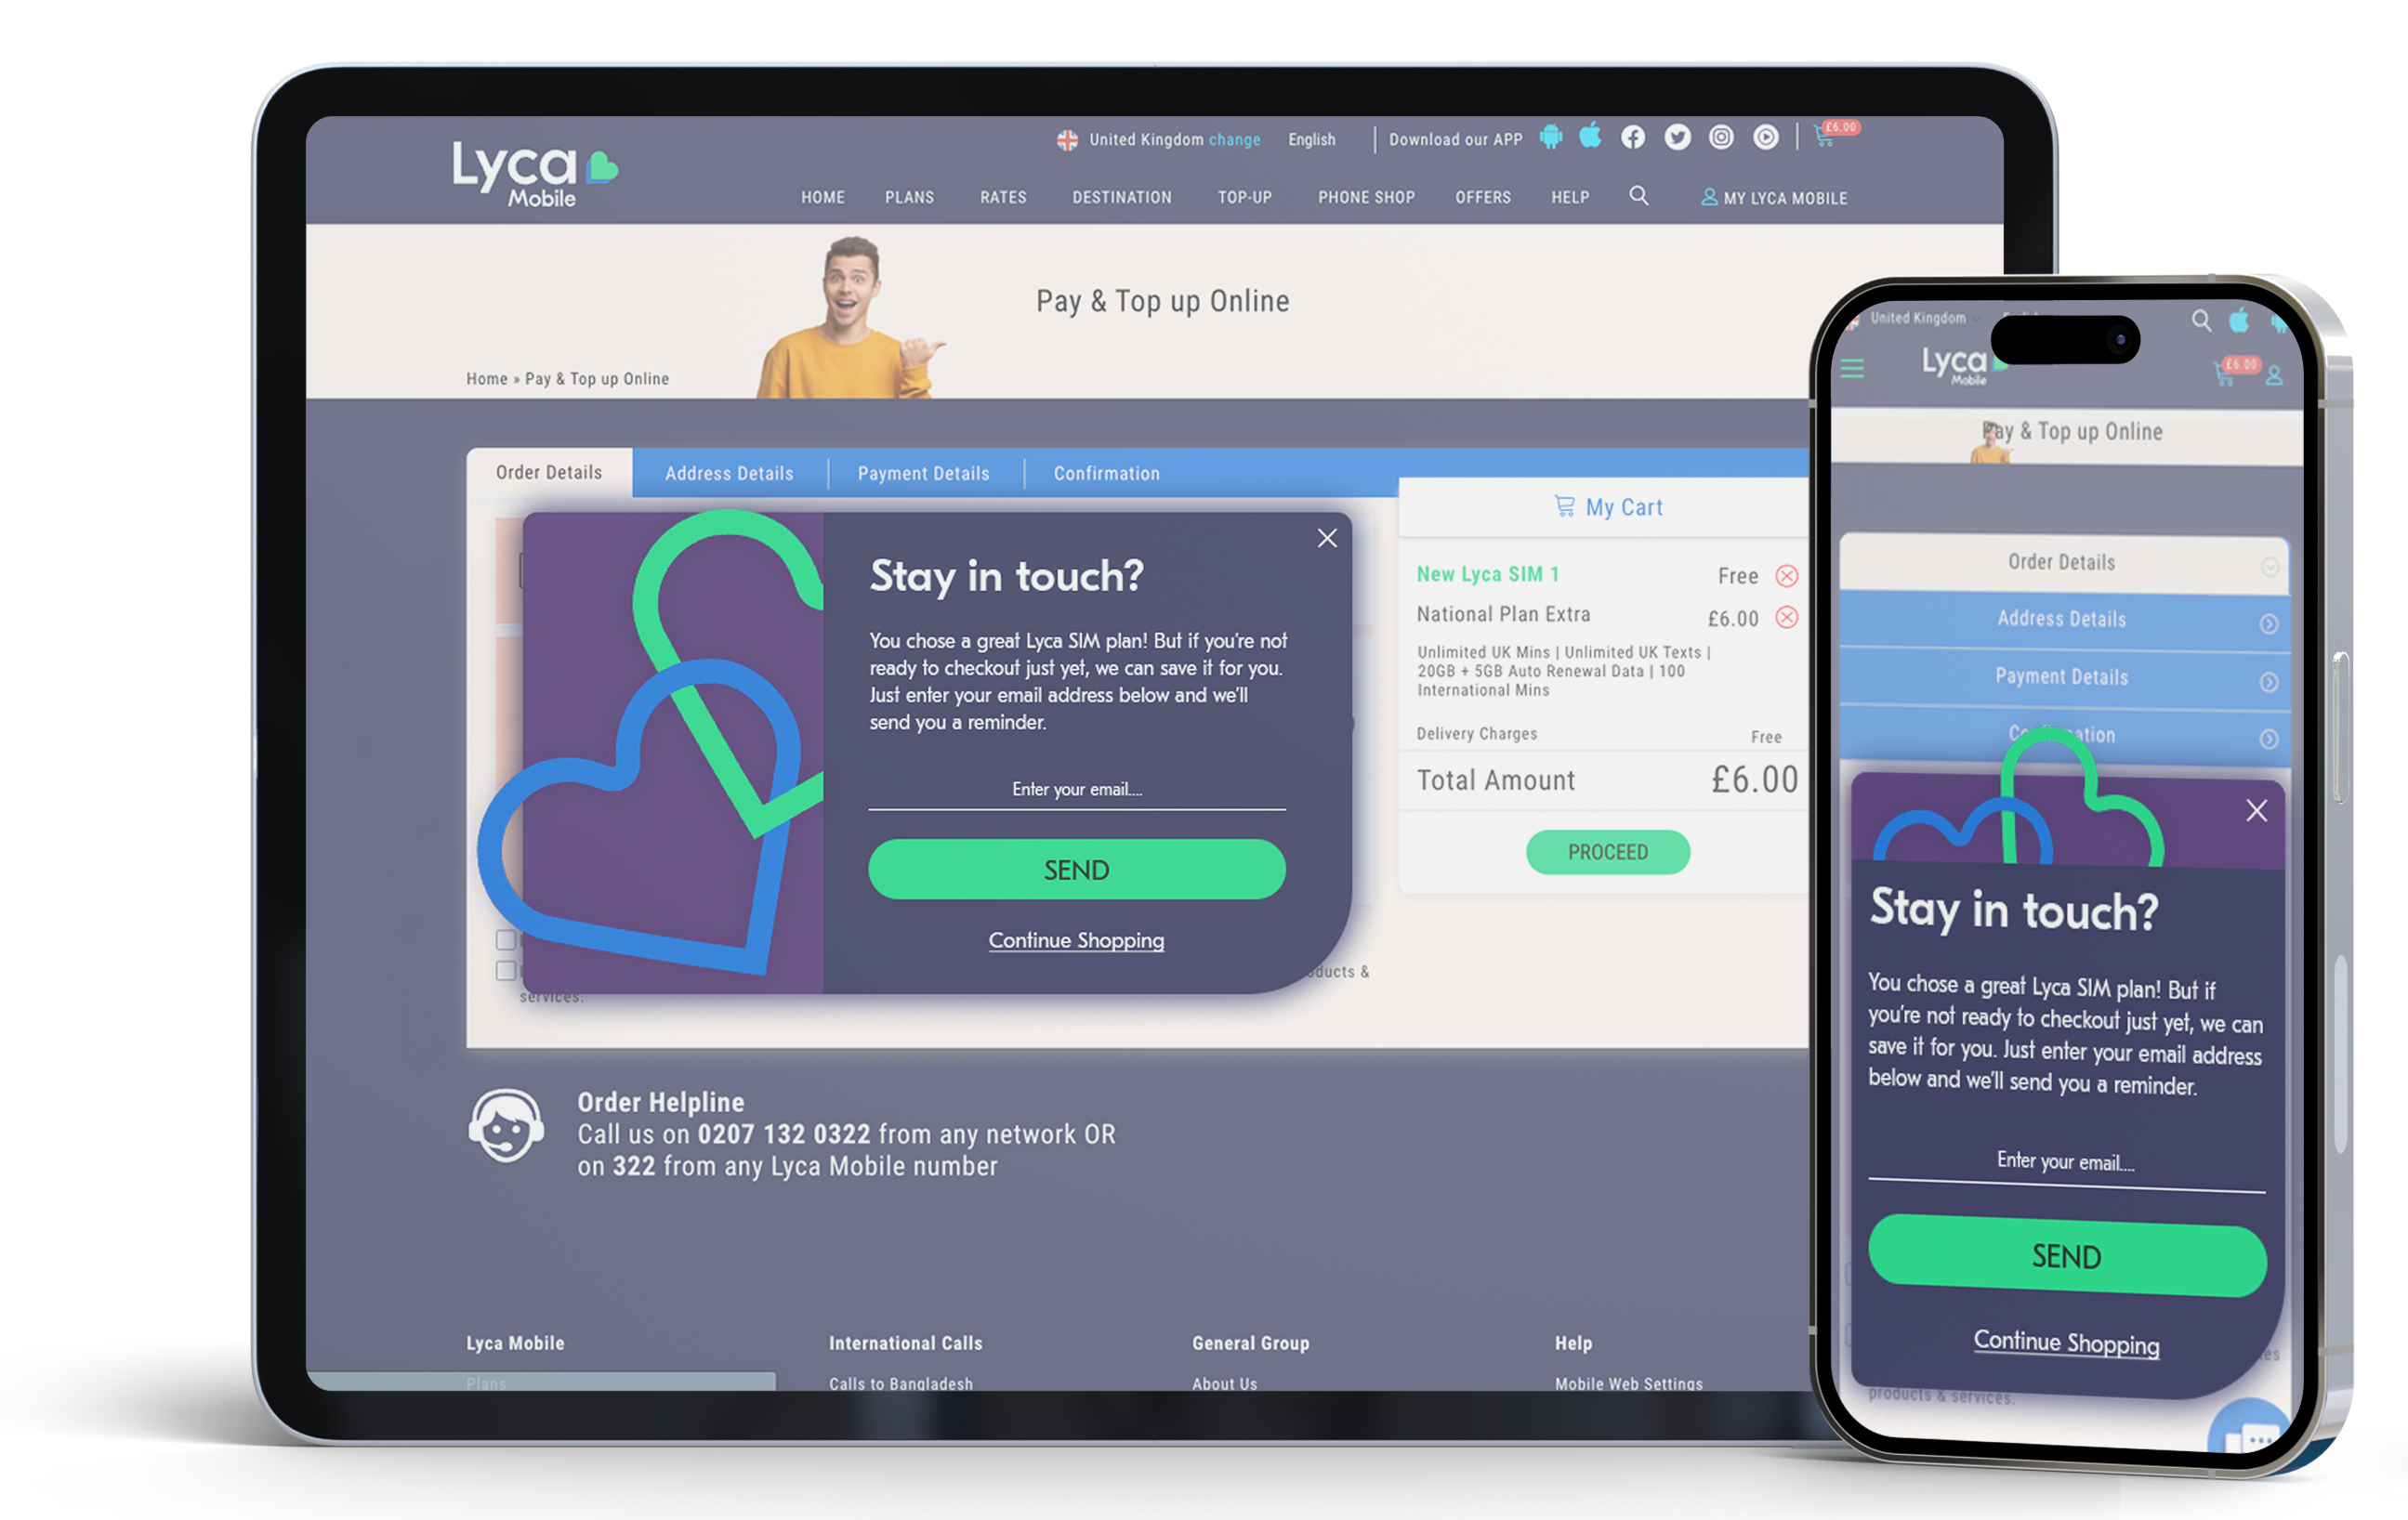 United Kingdom change English Download our APP £6.00
Lyca
Mobile
HOME PLANS RATES DESTINATION TOP-UP PHONE SHOP OFFERS HELP MY LYCA MOBILE
Pay & Top up Online
Home » Pay & Top up Online
Order Details Address Details Payment Details Confirmation
Stay in touch?
You chose a great Lyca SIM plan! But if you're not
ready to checkout just yet, we can save it for you.
Just enter your email address below and we'll
send you a reminder.
Enter your email....
SEND
Continue Shopping
services.
My Cart
New Lyca SIM 1 Free
National Plan Extra £6.00
Unlimited UK Mins | Unlimited UK Texts |
20GB + 5GB Auto Renewal Data | 100
International Mins
Delivery Charges Free
Total Amount £6.00
PROCEED
&
Order Helpline
Call us on 0207 132 0322 from any network OR
on 322 from any Lyca Mobile number
Lyca Mobile International Calls General Group Help
Plans Calls to Bangladesh About Us Mobile Web Settings
United Kingdom
Lyca
Mobile
£6.00
Pay & Top up Online
Order Details
Address Details
Payment Details
Stay in touch?
You chose a great Lyca SIM plan! But if
you're not ready to checkout just yet, we can
save it for you. Just enter your email address
below and we'll send you a reminder.
Enter your email....
SEND
Continue Shopping
products & services.